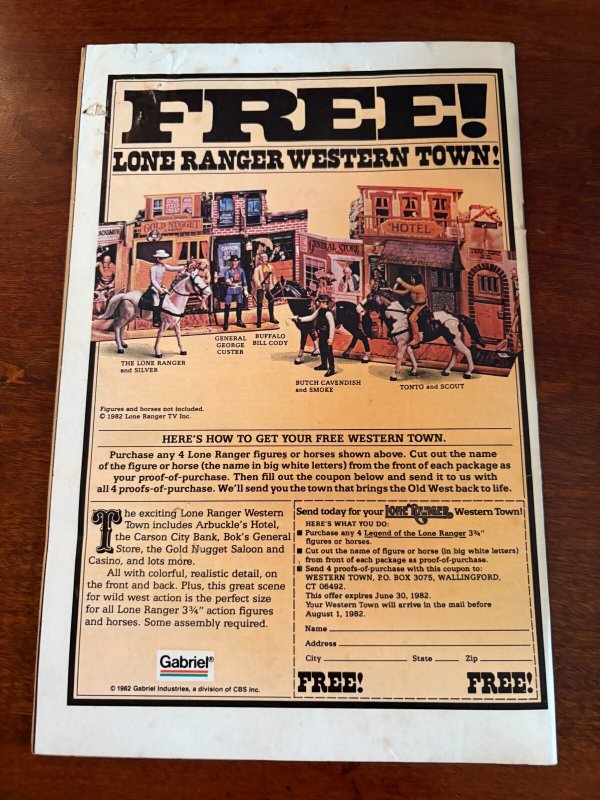 FREE!
LONE RANGER WESTERN TOWN!
GOLD NUGGET
GENERAL STORE
HOTEL
THE LONE RANGER
and SILVER
GENERAL
GEORGE
CUSTER
BUFFALO
BILL CODY
BUTCH CAVENDISH
and SMOKE
TONTO and SCOUT
Figures and horses not included.
© 1982 Lone Ranger TV Inc.
HERE'S HOW TO GET YOUR FREE WESTERN TOWN.
Purchase any 4 Lone Ranger figures or horses shown above. Cut out the name
of the figure or horse (the name in big white letters) from the front of each package as
your proof-of-purchase. Then fill out the coupon below and send it to us with
all 4 proofs-of-purchase. We'll send you the town that brings the Old West back to life.
The exciting Lone Ranger Western
Town includes Arbuckle's Hotel,
the Carson City Bank, Bok's General
Store, the Gold Nugget Saloon and
Casino, and lots more.
All with colorful, realistic detail, on
the front and back. Plus, this great scene
for wild west action is the perfect size
for all Lone Ranger 3¾" action figures
and horses. Some assembly required.
Gabriel®
© 1982 Gabriel Industries, a division of CBS Inc.
Send today for your LONE RANGER Western Town!
HERE'S WHAT YOU DO:
■ Purchase any 4 Legend of the Lone Ranger 3¾"
figures or horses.
■ Cut out the name of figure or horse (in big white letters)
from front of each package as proof-of-purchase.
■ Send 4 proofs-of-purchase with this coupon to:
WESTERN TOWN, P.O. BOX 3075, WALLINGFORD,
CT 06492.
This offer expires June 30, 1982.
Your Western Town will arrive in the mail before
August 1, 1982.
Name
Address
City State Zip
FREE! FREE!